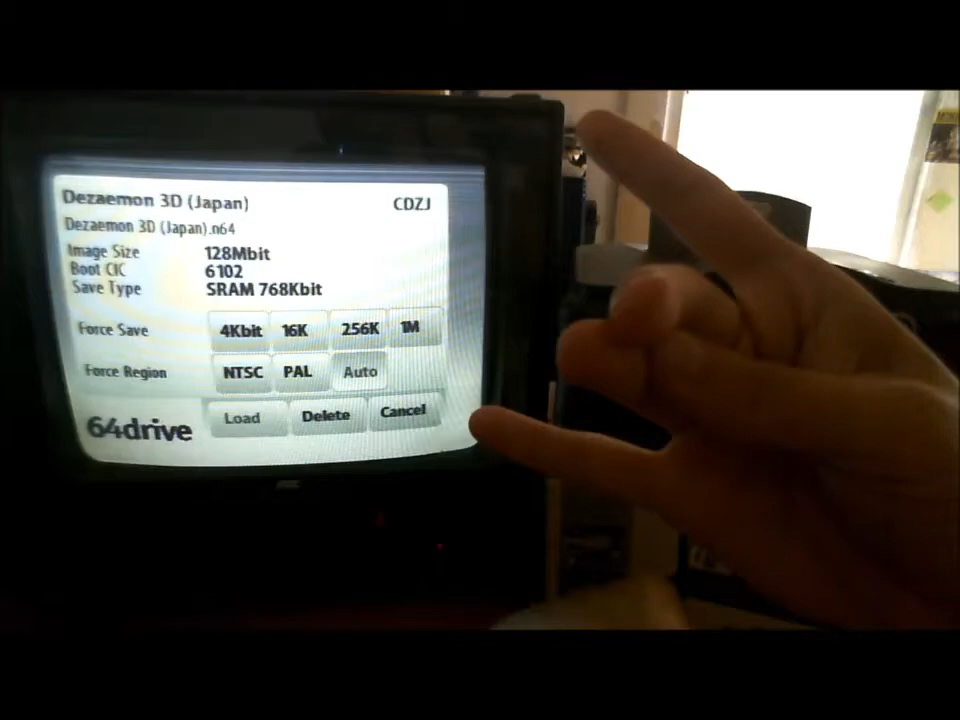 Dezaemon 3D (Japan) CDZJ
Dezaemon 3D (Japan).n64
Image Size 128Mbit
Boot CIC 6102
Save Type SRAM 768Kbit
Force Save 4Kbit 16K 256K 1M
Force Region NTSC PAL Auto
Load Delete Cancel
64drive